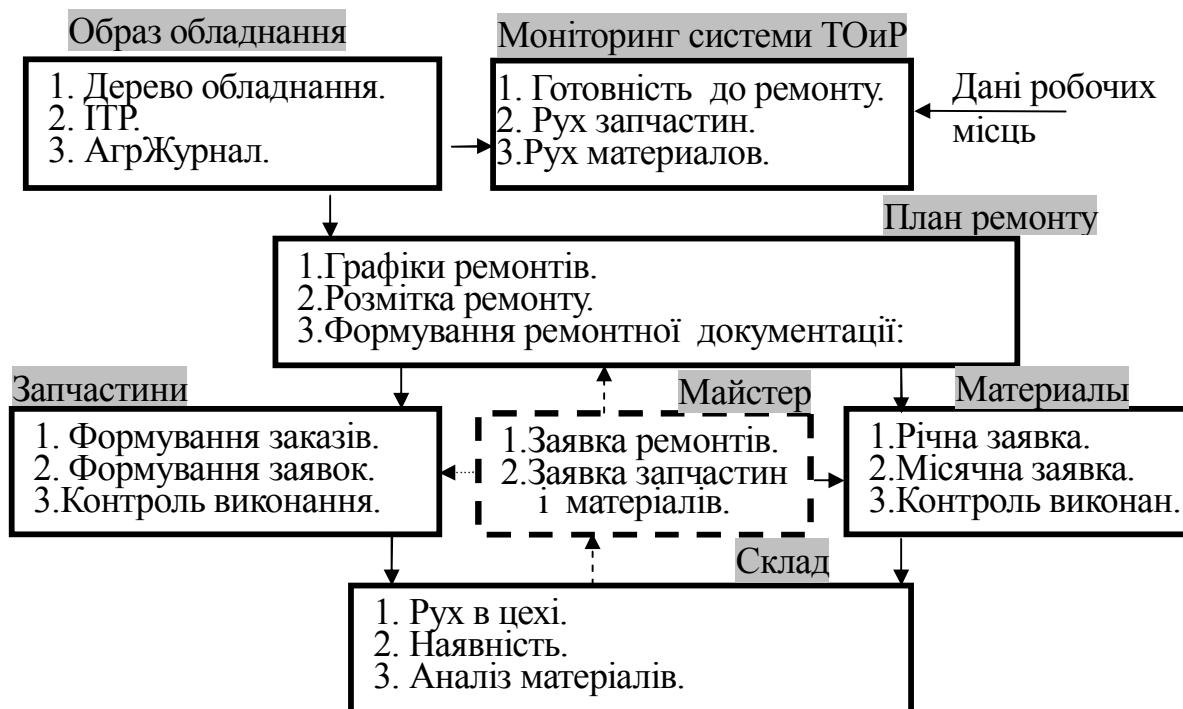 Образ обладнання
1. Дерево обладнання.
2. ІТР.
3. АгрЖурнал.
Моніторинг системи ТОиР
1. Готовність до ремонту.
2. Рух запчастин.
3.Рух материалов.
Дані робочих
місць
План ремонту
1.Графіки ремонтів.
2.Розмітка ремонту.
3.Формування ремонтної документації:
Запчастини
1. Формування заказів.
2. Формування заявок.
3.Контроль виконання.
Майстер
1.Заявка ремонтів.
2.Заявка запчастин
і матеріалів.
Материалы
1.Річна заявка.
2.Місячна заявка.
3.Контроль виконан.
Склад
1. Рух в цехі.
2. Наявність.
3. Аналіз матеріалів.